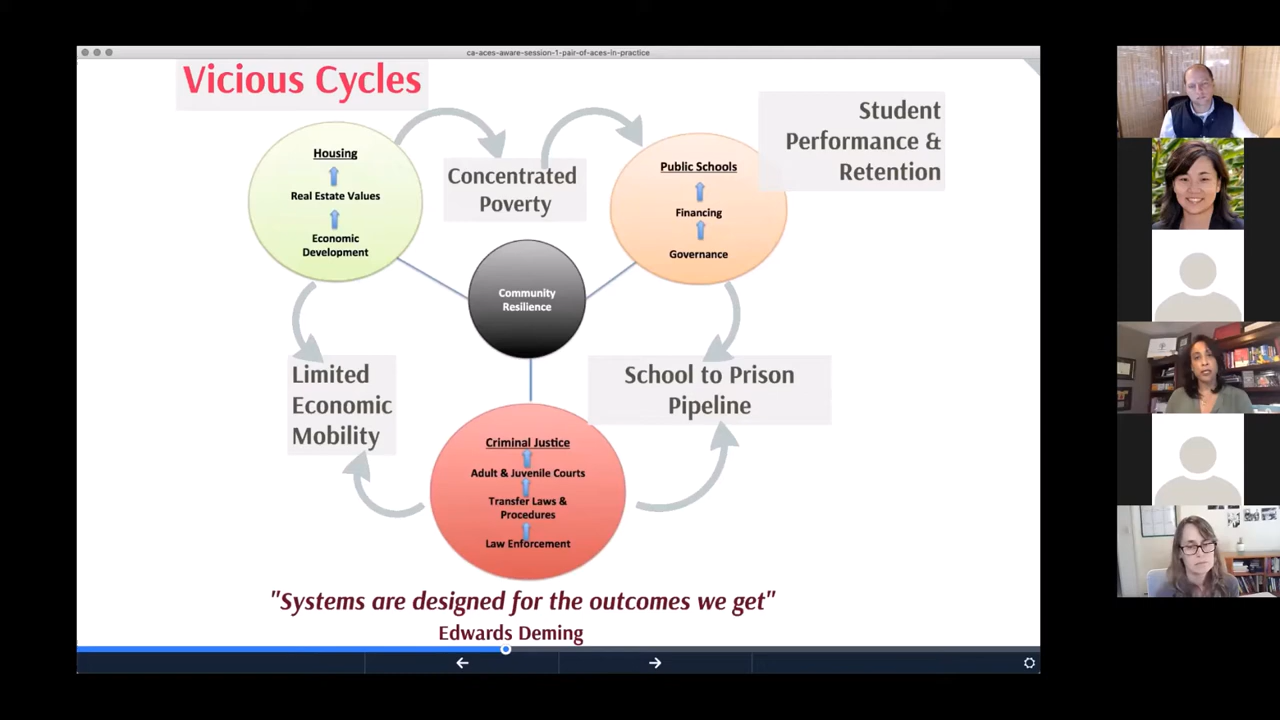 ca-aces-aware-session-1-pair-of-aces-in-practice
Vicious Cycles
Housing
Real Estate Values
Economic
Development
Concentrated
Poverty
Public Schools
Financing
Governance
Student
Performance &
Retention
Community
Resilience
Limited
Economic
Mobility
School to Prison
Pipeline
Criminal Justice
Adult & Juvenile Courts
Transfer Laws &
Procedures
Law Enforcement
"Systems are designed for the outcomes we get"
Edwards Deming